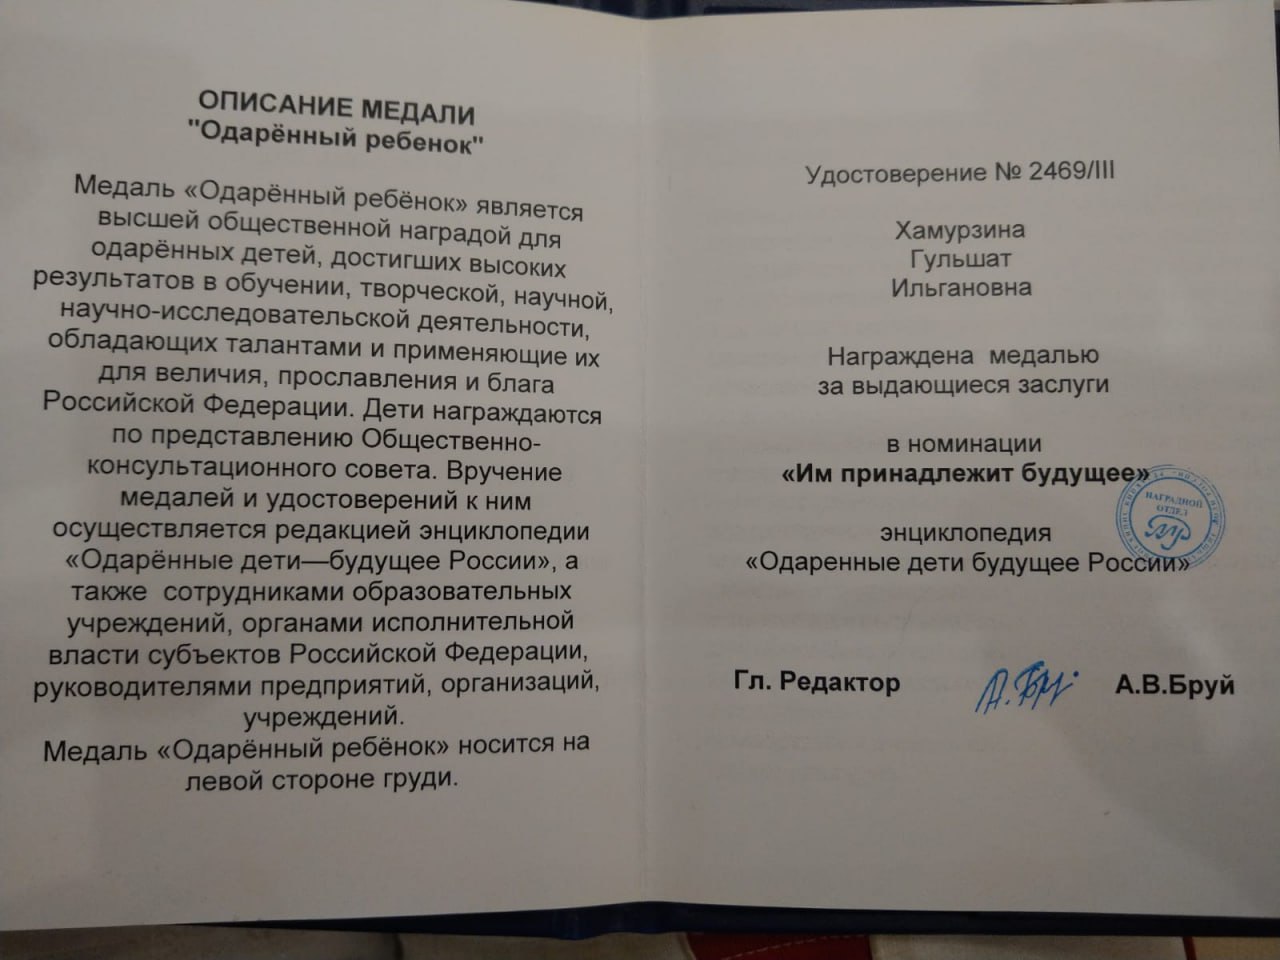 ОПИСАНИЕ МЕДАЛИ
"Одарённый ребенок"
Медаль «Одарённый ребёнок» является
высшей общественной наградой для
одарённых детей, достигших высоких
результатов в обучении, творческой, научной,
научно-исследовательской деятельности,
обладающих талантами и применяющие их
для величия, прославления и блага
Российской Федерации. Дети награждаются
по представлению Общественно-
консультационного совета. Вручение
медалей и удостоверений к ним
осуществляется редакцией энциклопедии
«Одарённые дети—будущее России», а
также сотрудниками образовательных
учреждений, органами исполнительной
власти субъектов Российской Федерации,
руководителями предприятий, организаций,
учреждений.
Медаль «Одарённый ребёнок» носится на
левой стороне груди.
Удостоверение № 2469/III
Хамурзина
Гульшат
Ильгановна
Награждена медалью
за выдающиеся заслуги
в номинации
«Им принадлежит будущее»
НАГРАДНОЙ
ОТДЕЛ
энциклопедия
«Одаренные дети будущее России»
Гл. Редактор
А.В.Бруй